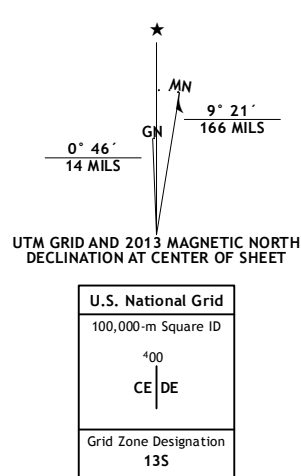 ★
MN
9° 21´
166 MILS
GN
0° 46´
14 MILS
UTM GRID AND 2013 MAGNETIC NORTH
DECLINATION AT CENTER OF SHEET
U.S. National Grid
100,000-m Square ID
⁴00
CE DE
Grid Zone Designation
13S